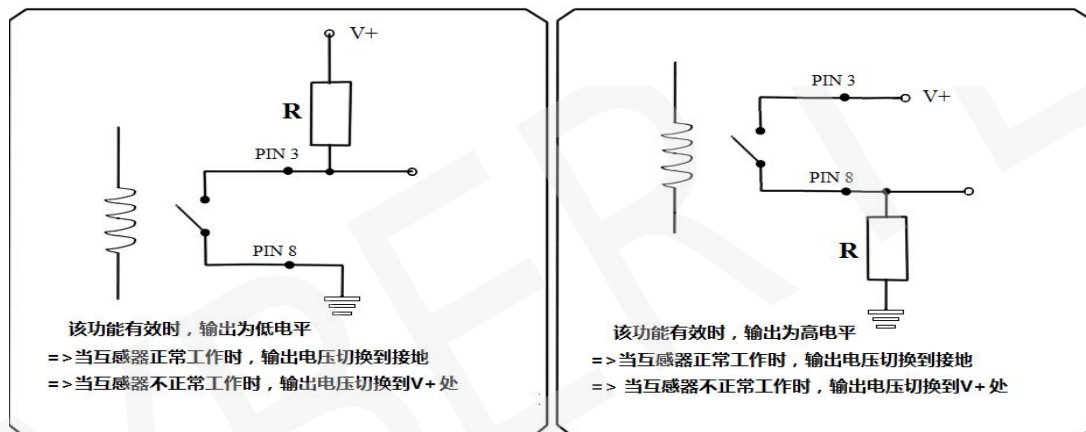 V+
R
PIN 3
PIN 8
该功能有效时，输出为低电平
=>当互感器正常工作时，输出电压切换到接地
=>当互感器不正常工作时，输出电压切换到V+处
PIN 3
V+
PIN 8
R
该功能有效时，输出为高电平
=>当互感器正常工作时，输出电压切换到接地
=> 当互感器不正常工作时，输出电压切换到V+处